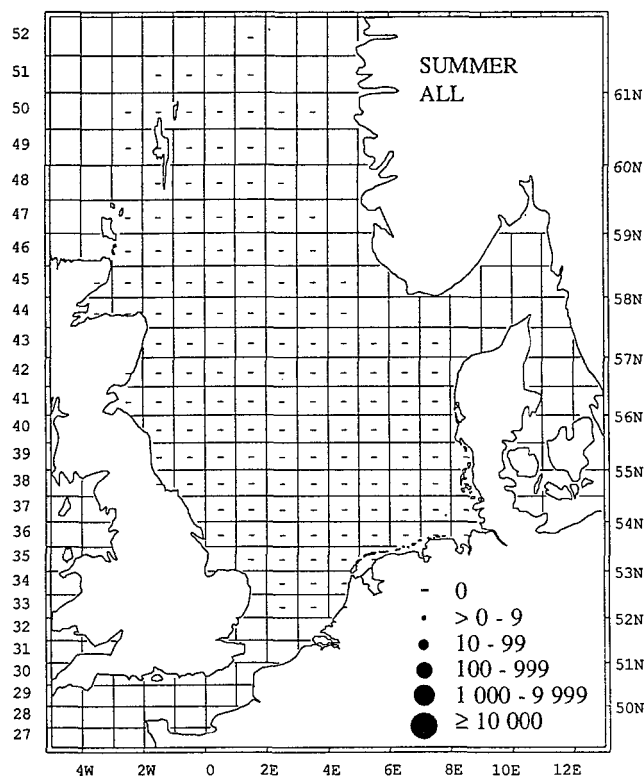 SUMMER
ALL
52
51
50
49
48
47
46
45
44
43
42
41
40
39
38
37
36
35
34
33
32
31
30
29
28
27
61N
60N
59N
58N
57N
56N
55N
54N
53N
52N
51N
50N
- 0
> 0 - 9
10 - 99
100 - 999
1 000 - 9 999
≥ 10 000
4W 2W 0 2E 4E 6E 8E 10E 12E